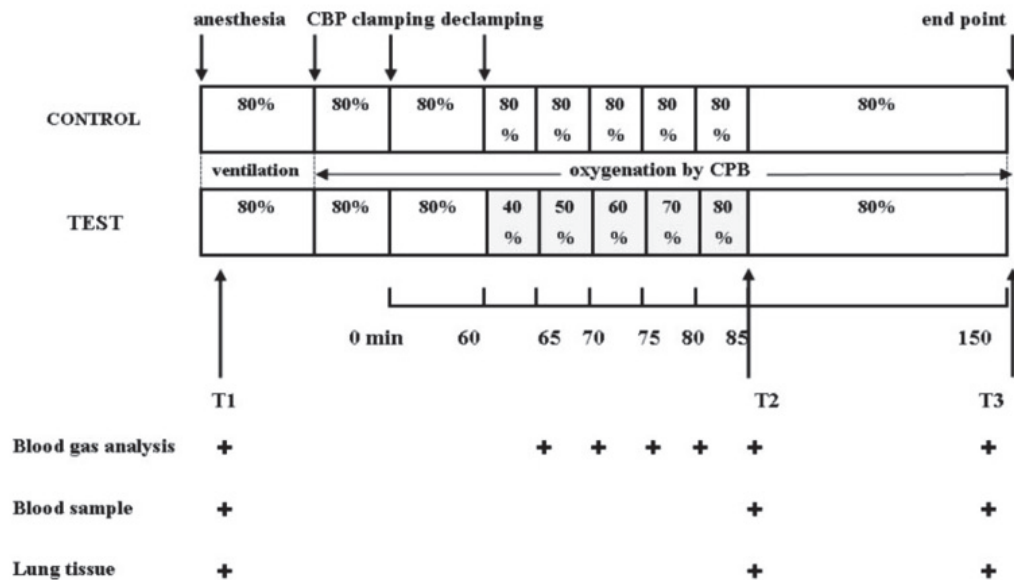 anesthesia CBP clamping declamping end point
CONTROL 80% 80% 80% 80 % 80 % 80 % 80 % 80 % 80%
ventilation oxygenation by CPB
TEST 80% 80% 80% 40 % 50 % 60 % 70 % 80 % 80%
0 min 60 65 70 75 80 85 150
T1 T2 T3
Blood gas analysis + + + + + + +
Blood sample + + +
Lung tissue + + +